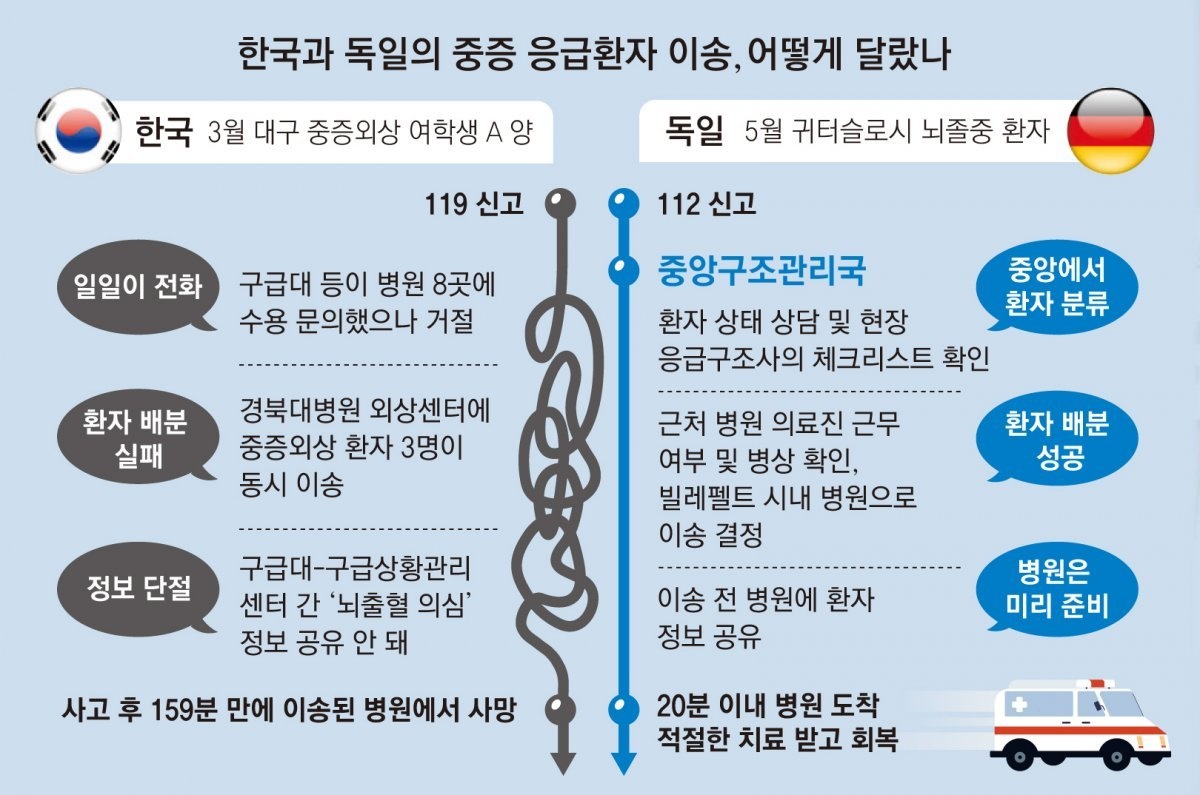 한국과 독일의 중증 응급환자 이송, 어떻게 달랐나
한국 3월 대구 중증외상 여학생 A 양
119 신고
일일이 전화
구급대 등이 병원 8곳에
수용 문의했으나 거절
환자 배분
실패
경북대병원 외상센터에
중증외상 환자 3명이
동시 이송
정보 단절
구급대-구급상황관리
센터 간 ‘뇌출혈 의심’
정보 공유 안 돼
사고 후 159분 만에 이송된 병원에서 사망
독일 5월 귀터슬로시 뇌졸중 환자
112 신고
중앙구조관리국
환자 상태 상담 및 현장
응급구조사의 체크리스트 확인
중앙에서
환자 분류
근처 병원 의료진 근무
여부 및 병상 확인,
빌레펠트 시내 병원으로
이송 결정
환자 배분
성공
이송 전 병원에 환자
정보 공유
병원은
미리 준비
20분 이내 병원 도착
적절한 치료 받고 회복